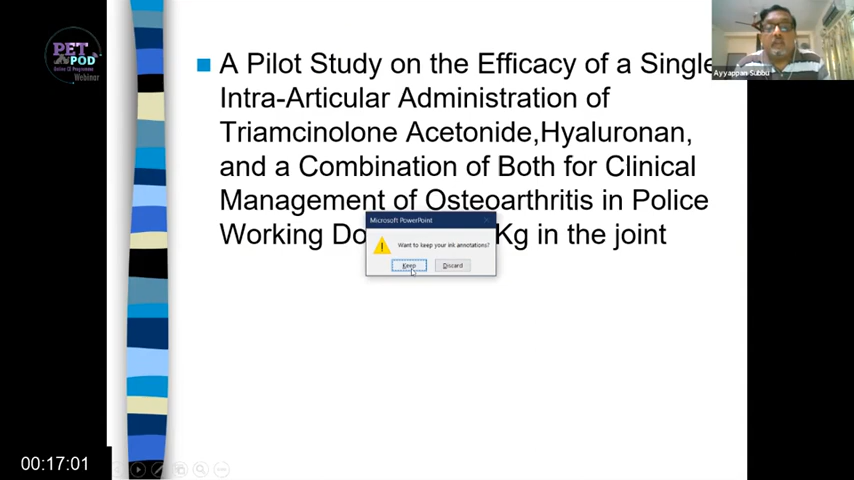 PET
POD
Online CE Programme
Webinar
A Pilot Study on the Efficacy of a Single
Intra-Articular Administration of
Triamcinolone Acetonide,Hyaluronan,
and a Combination of Both for Clinical
Management of Osteoarthritis in Police
Working Do
Kg in the joint
Microsoft PowerPoint
Want to keep your ink annotations?
Keep
Discard
Ayyappan Subbu
00:17:01